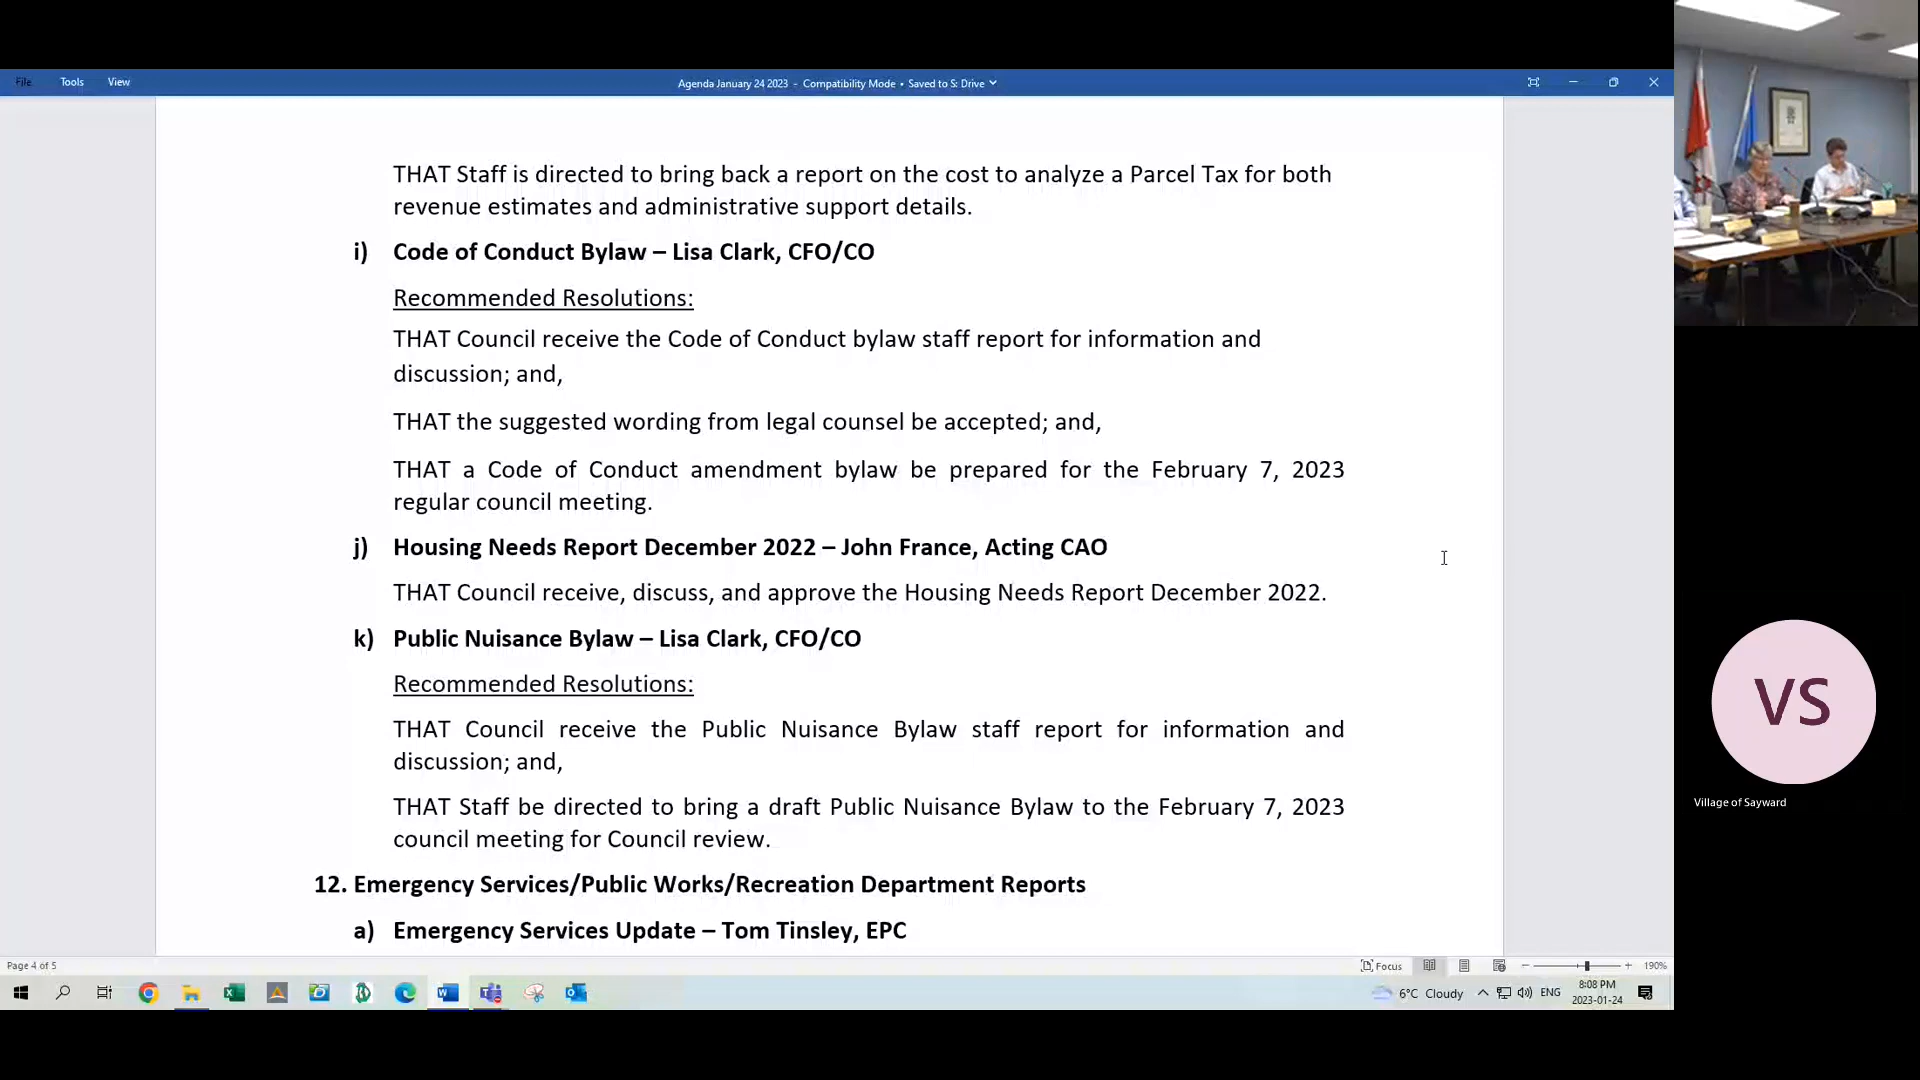 File Tools View Agenda January 24 2023 - Compatibility Mode • Saved to S: Drive
THAT Staff is directed to bring back a report on the cost to analyze a Parcel Tax for both
revenue estimates and administrative support details.
i) Code of Conduct Bylaw – Lisa Clark, CFO/CO
Recommended Resolutions:
THAT Council receive the Code of Conduct bylaw staff report for information and
discussion; and,
THAT the suggested wording from legal counsel be accepted; and,
THAT a Code of Conduct amendment bylaw be prepared for the February 7, 2023
regular council meeting.
j) Housing Needs Report December 2022 – John France, Acting CAO
THAT Council receive, discuss, and approve the Housing Needs Report December 2022.
k) Public Nuisance Bylaw – Lisa Clark, CFO/CO
Recommended Resolutions:
THAT Council receive the Public Nuisance Bylaw staff report for information and
discussion; and,
THAT Staff be directed to bring a draft Public Nuisance Bylaw to the February 7, 2023
council meeting for Council review.
12. Emergency Services/Public Works/Recreation Department Reports
a) Emergency Services Update – Tom Tinsley, EPC
Page 4 of 5
Focus
190%
6°C Cloudy
ENG
8:08 PM
2023-01-24
VS
Village of Sayward